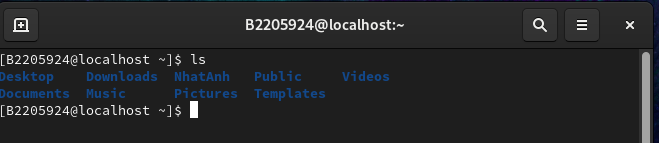 B2205924@localhost:~
[B2205924@localhost ~]$ ls
Desktop Downloads NhatAnh Public Videos
Documents Music Pictures Templates
[B2205924@localhost ~]$